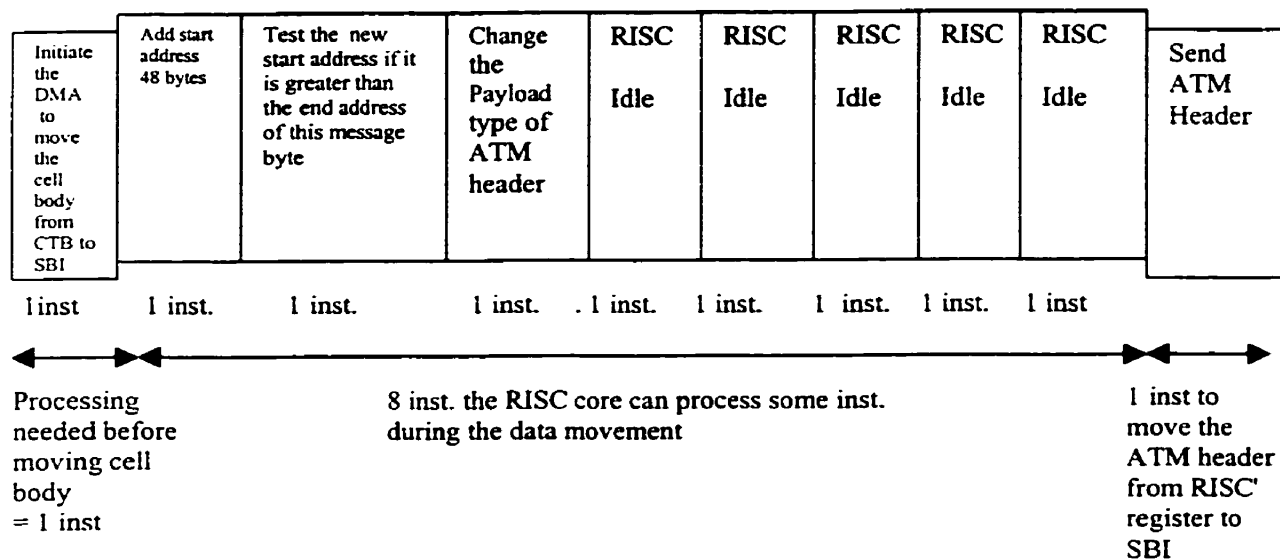 Initiate
the
DMA
to
move
the
cell
body
from
CTB to
SBI
Add start
address
48 bytes
Test the new
start address if it
is greater than
the end address
of this message
byte
Change
the
Payload
type of
ATM
header
RISC
Idle
RISC
Idle
RISC
Idle
RISC
Idle
RISC
Idle
Send
ATM
Header
1 inst
1 inst.
1 inst.
1 inst.
. 1 inst.
1 inst.
1 inst.
1 inst.
1 inst
Processing
needed before
moving cell
body
= 1 inst
8 inst. the RISC core can process some inst.
during the data movement
1 inst to
move the
ATM header
from RISC'
register to
SBI